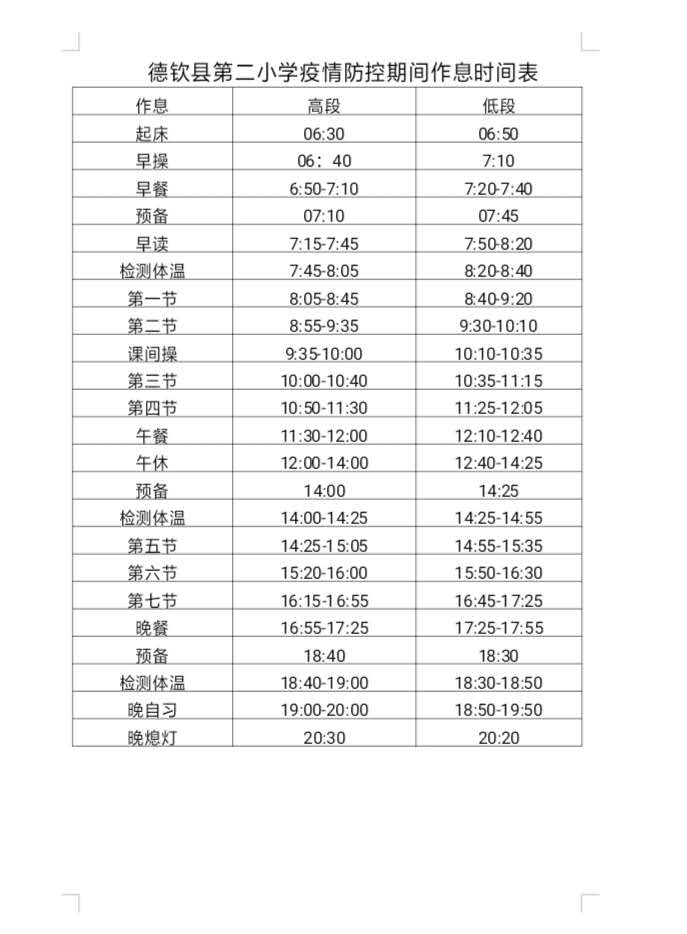 德钦县第二小学疫情防控期间作息时间表
作息 高段 低段
起床 06:30 06:50
早操 06：40 7:10
早餐 6:50-7:10 7:20-7:40
预备 07:10 07:45
早读 7:15-7:45 7:50-8:20
检测体温 7:45-8:05 8:20-8:40
第一节 8:05-8:45 8:40-9:20
第二节 8:55-9:35 9:30-10:10
课间操 9:35-10:00 10:10-10:35
第三节 10:00-10:40 10:35-11:15
第四节 10:50-11:30 11:25-12:05
午餐 11:30-12:00 12:10-12:40
午休 12:00-14:00 12:40-14:25
预备 14:00 14:25
检测体温 14:00-14:25 14:25-14:55
第五节 14:25-15:05 14:55-15:35
第六节 15:20-16:00 15:50-16:30
第七节 16:15-16:55 16:45-17:25
晚餐 16:55-17:25 17:25-17:55
预备 18:40 18:30
检测体温 18:40-19:00 18:30-18:50
晚自习 19:00-20:00 18:50-19:50
晚熄灯 20:30 20:20